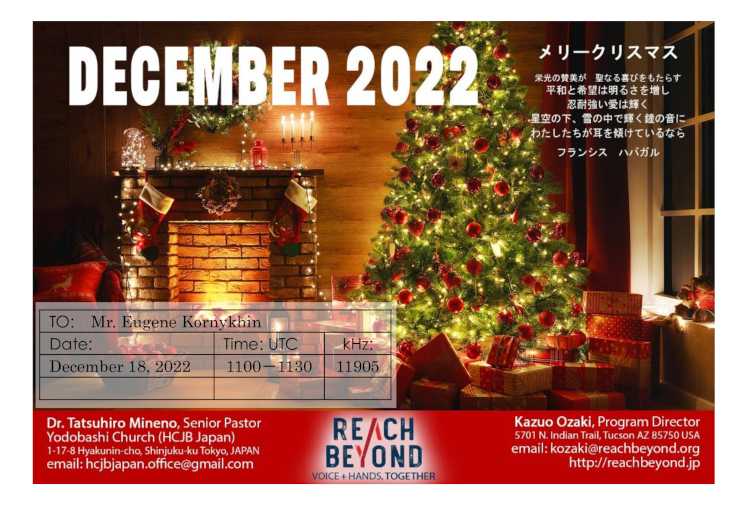 DECEMBER 2022
メリークリスマス
栄光の賛美が 聖なる喜びをもたらす
平和と希望は明るさを増し
忍耐強い愛は輝く
星空の下、雪の中で輝く鐘の音に
わたしたちが耳を傾けているなら
フランシス ハバガル
TO: Mr. Eugene Kornykhin
Date: Time: UTC kHz:
December 18, 2022 1100－1130 11905
Dr. Tatsuhiro Mineno, Senior Pastor
Yodobashi Church (HCJB Japan)
1-17-8 Hyakunin-cho, Shinjuku-ku Tokyo, JAPAN
email: hcjbjapan.office@gmail.com
REACH
BEYOND
VOICE + HANDS, TOGETHER
Kazuo Ozaki, Program Director
5701 N. Indian Trail, Tucson AZ 85750 USA
email: kozaki@reachbeyond.org
http://reachbeyond.jp